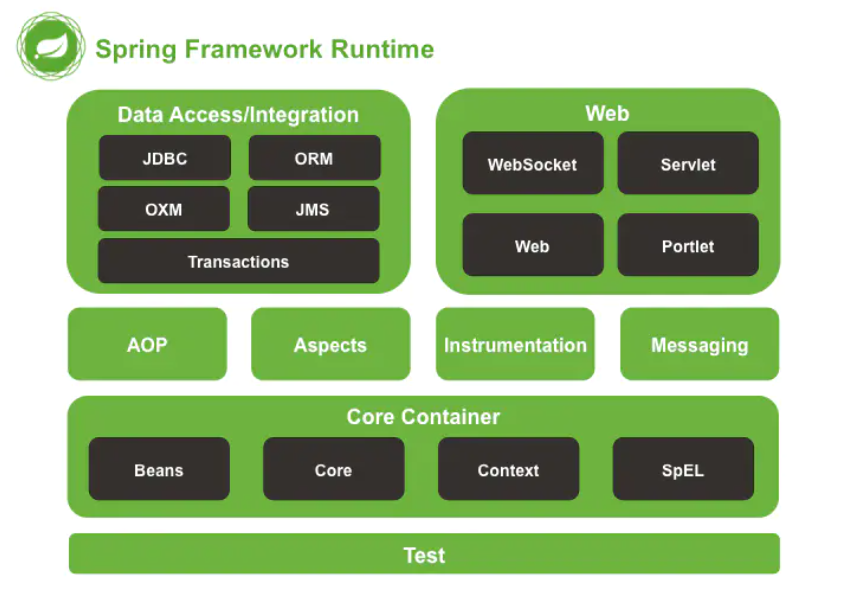 Spring Framework Runtime
Data Access/Integration
JDBC
ORM
OXM
JMS
Transactions
Web
WebSocket
Servlet
Web
Portlet
AOP
Aspects
Instrumentation
Messaging
Core Container
Beans
Core
Context
SpEL
Test